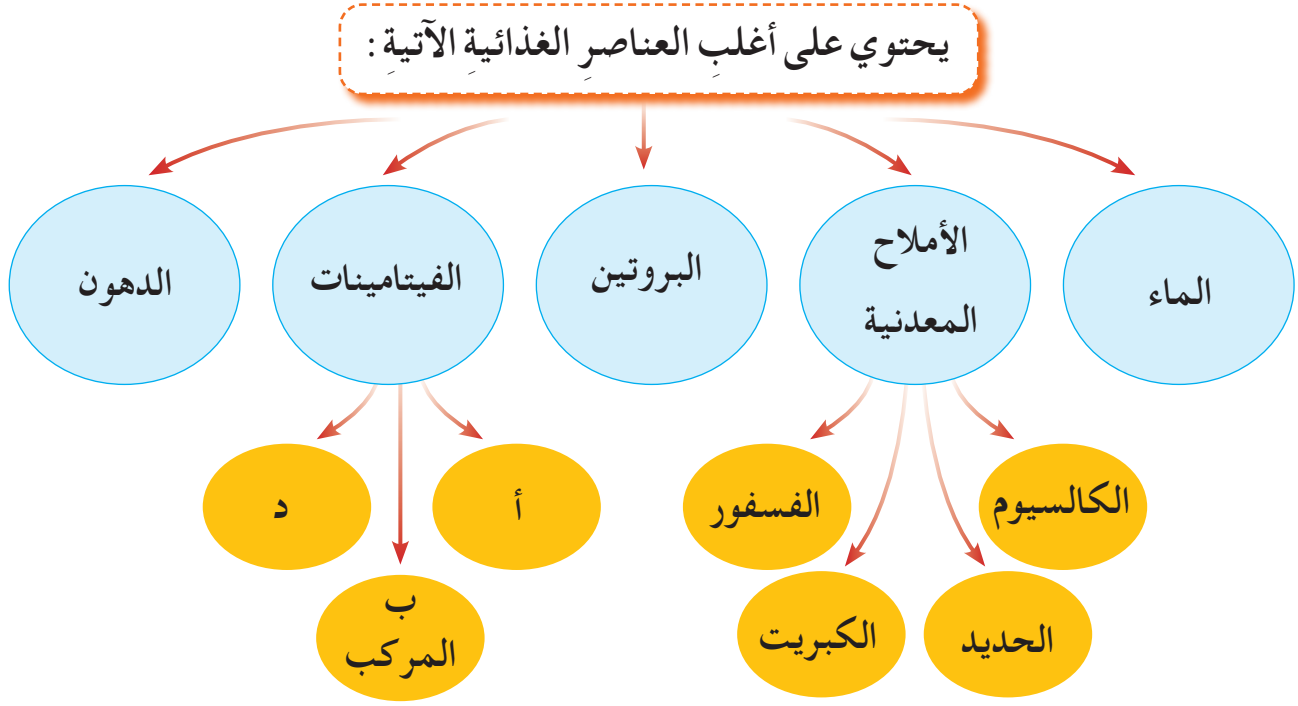 يحتوي على أغلبِ العناصرِ الغذائيةِ الآتيةِ :
الماء
الأملاح
المعدنية
البروتين
الفيتامينات
الدهون
الكالسيوم
الحديد
الكبريت
الفسفور
أ
ب
المركب
د